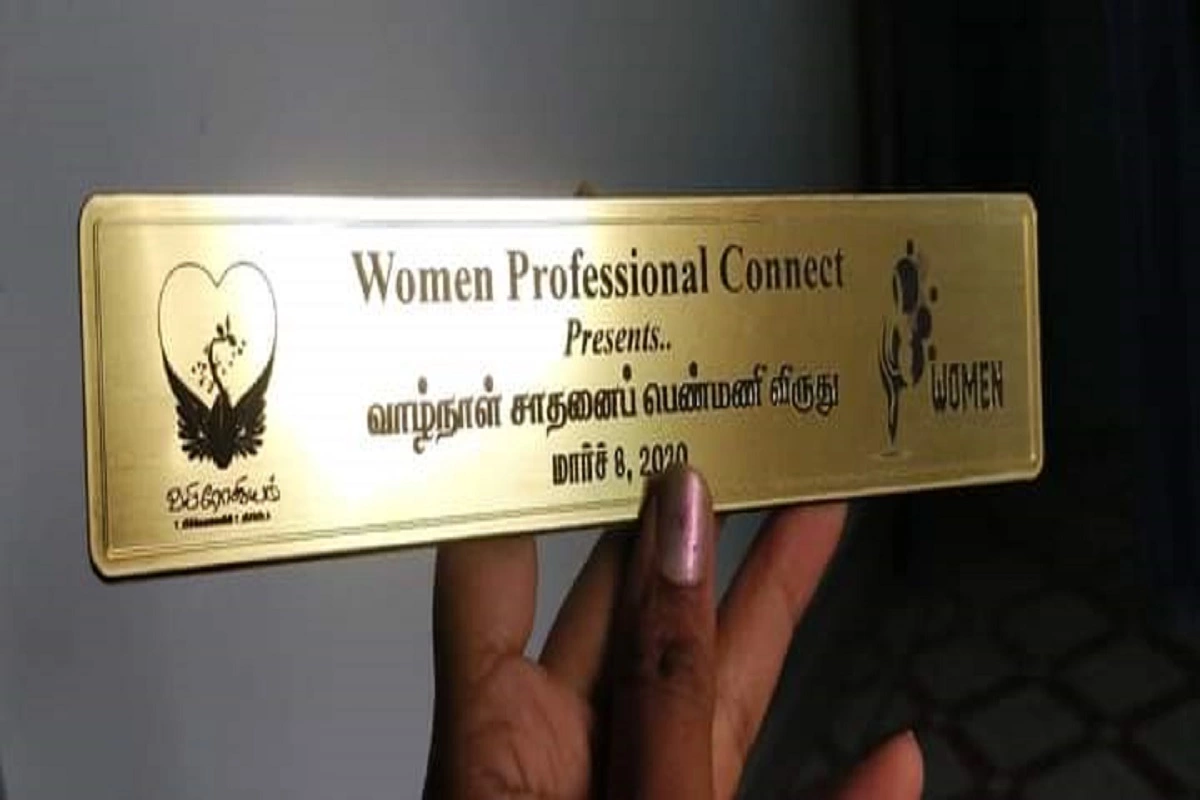 Women Professional Connect
Presents..
வாழ்நாள் சாதனைப் பெண்மணி விருது
மார்ச் 8, 2020
WOMEN